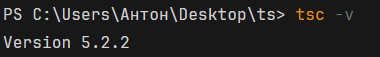 PS C:\Users\Антон\Desktop\ts> tsc -v
Version 5.2.2